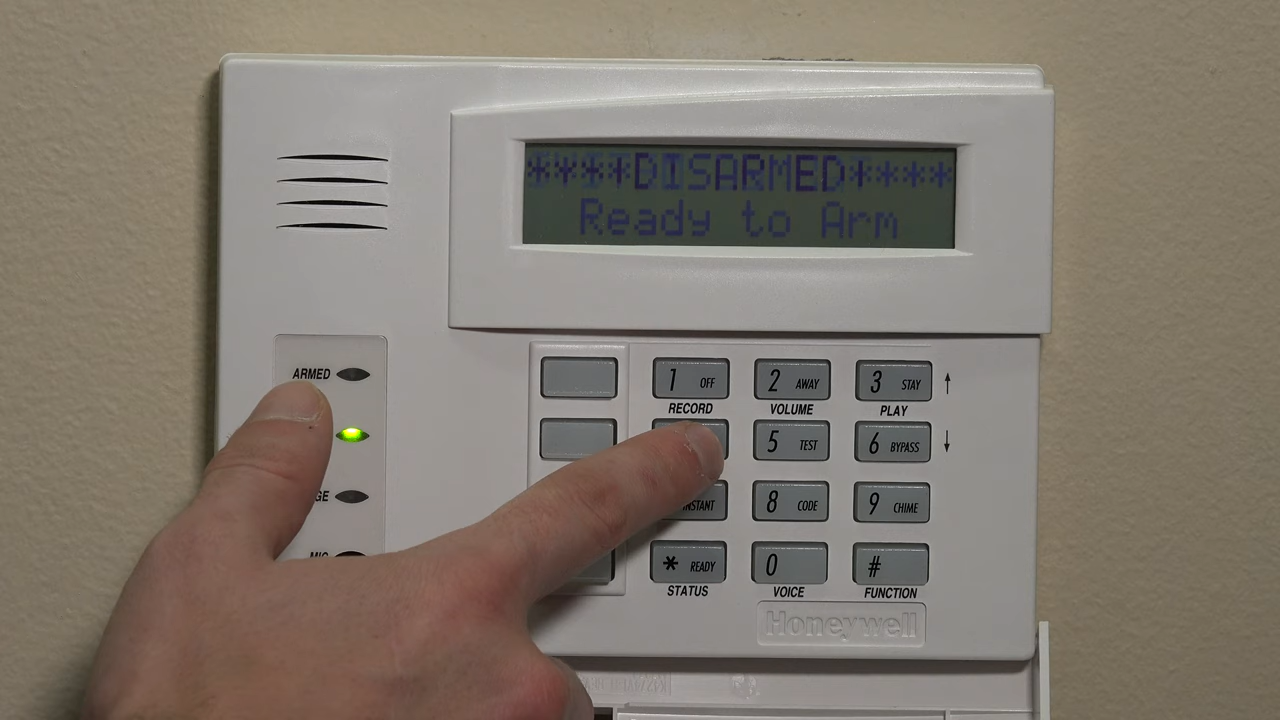 ****DISARMED****
Ready to Arm
ARMED
1 OFF
2 AWAY
3 STAY ↑
RECORD
VOLUME
PLAY
5 TEST
6 BYPASS ↓
INSTANT
8 CODE
9 CHIME
* READY
0
#
STATUS
VOICE
FUNCTION
Honeywell